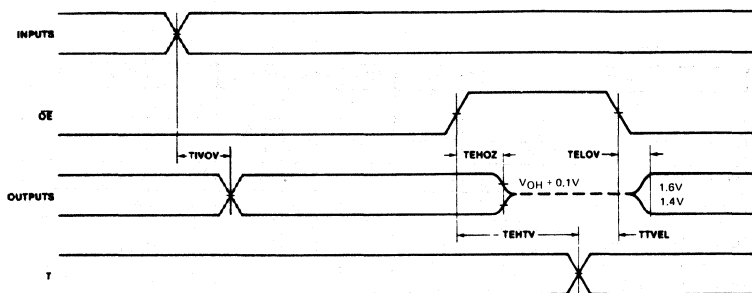 INPUTS
OE
TIVOV
TEHOZ
TELOV
OUTPUTS
VOH + 0.1V
1.6V
1.4V
TEHTV
TTVEL
T